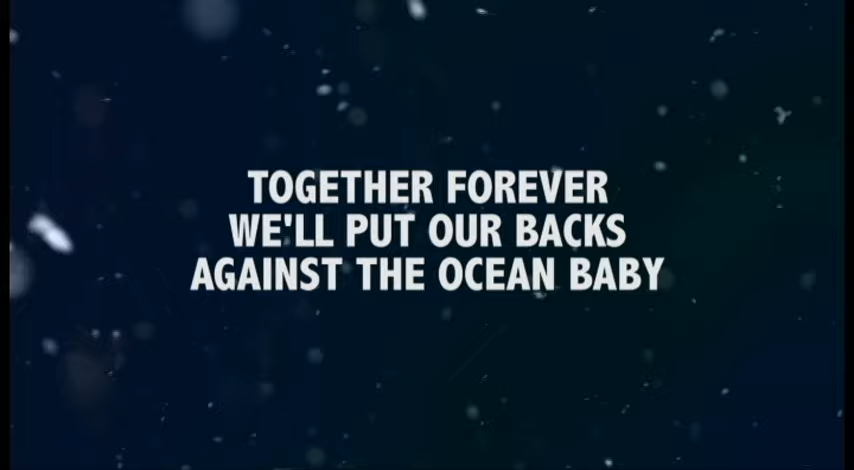 TOGETHER FOREVER
WE'LL PUT OUR BACKS
AGAINST THE OCEAN BABY